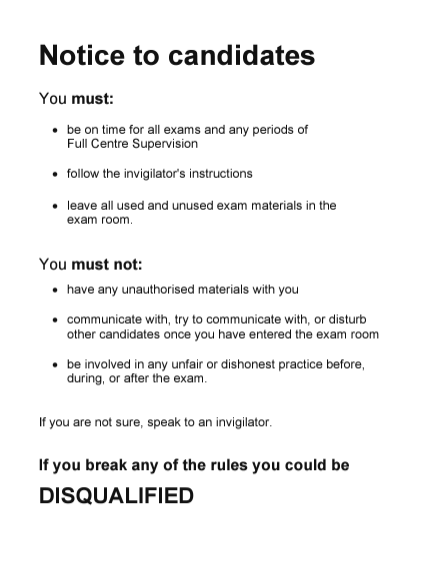 Notice to candidates
You must:
• be on time for all exams and any periods of
Full Centre Supervision
• follow the invigilator's instructions
• leave all used and unused exam materials in the
exam room.
You must not:
• have any unauthorised materials with you
• communicate with, try to communicate with, or disturb
other candidates once you have entered the exam room
• be involved in any unfair or dishonest practice before,
during, or after the exam.
If you are not sure, speak to an invigilator.
If you break any of the rules you could be
DISQUALIFIED